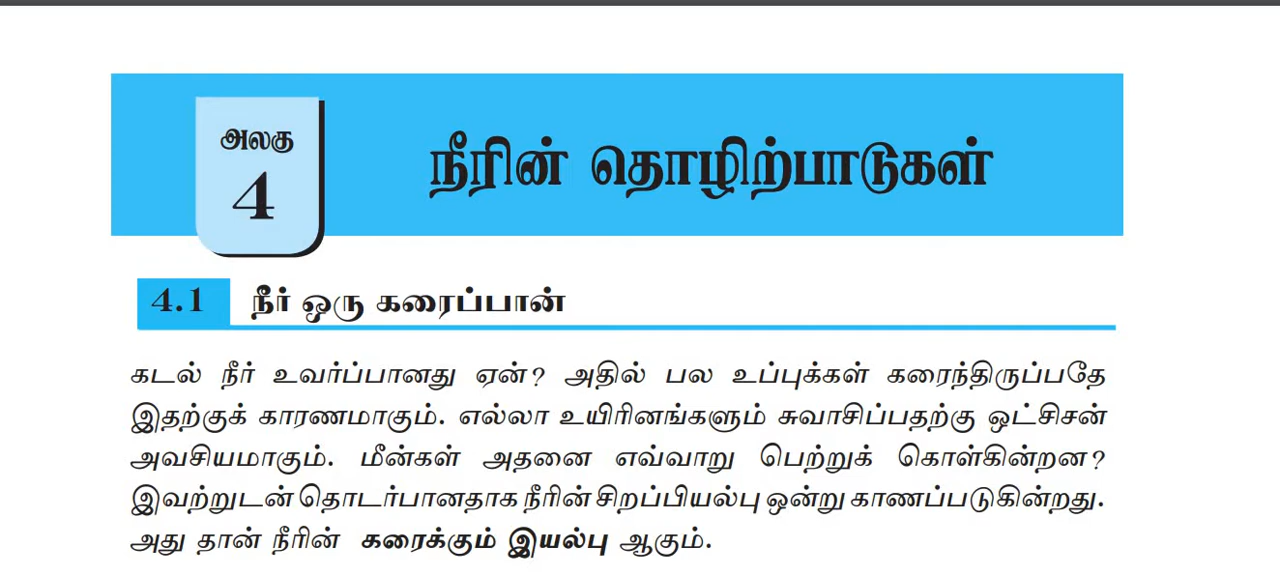 அலகு
4
நீரின் தொழிற்பாடுகள்
4.1 நீர் ஒரு கரைப்பான்
கடல் நீர் உவர்ப்பானது ஏன்? அதில் பல உப்புக்கள் கரைந்திருப்பதே
இதற்குக் காரணமாகும். எல்லா உயிரினங்களும் சுவாசிப்பதற்கு ஒட்சிசன்
அவசியமாகும். மீன்கள் அதனை எவ்வாறு பெற்றுக் கொள்கின்றன?
இவற்றுடன் தொடர்பானதாக நீரின் சிறப்பியல்பு ஒன்று காணப்படுகின்றது.
அது தான் நீரின் கரைக்கும் இயல்பு ஆகும்.